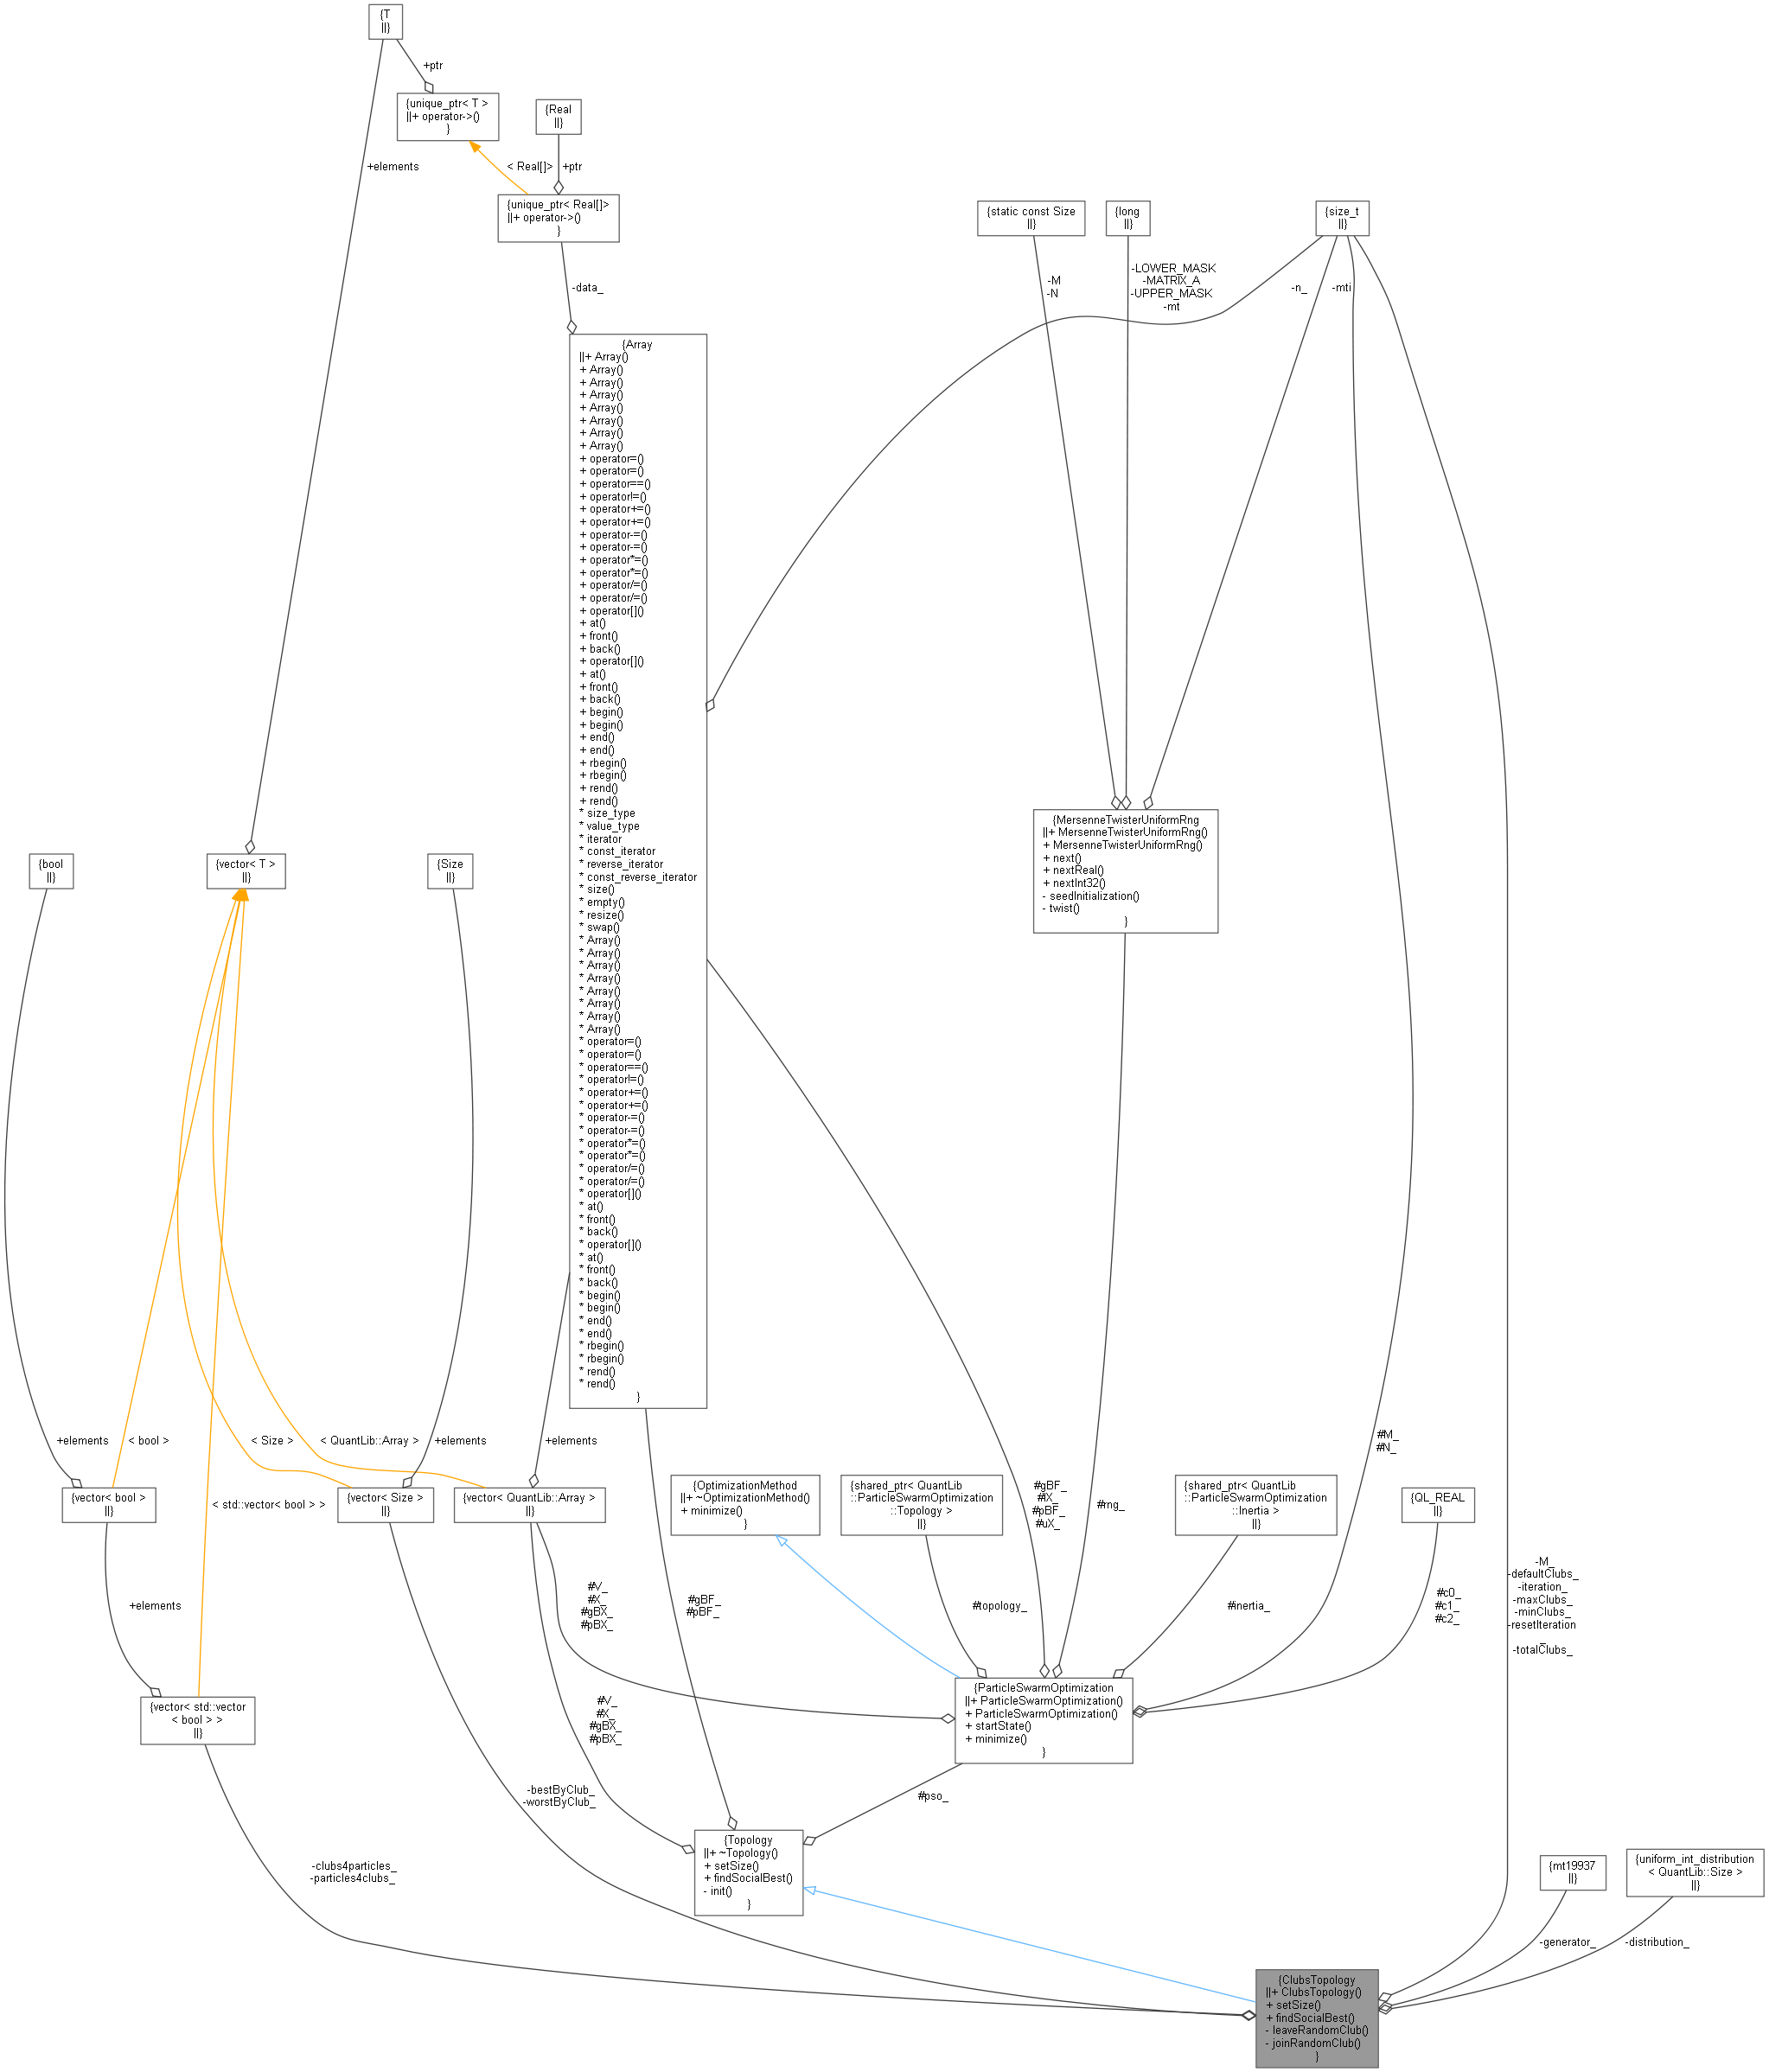 {T
||}
+ptr
{unique_ptr< T >
||+ operator->()
}
{Real
||}
+elements
< Real[]>
+ptr
{unique_ptr< Real[]>
||+ operator->()
}
{static const Size
||}
{long
||}
{size_t
||}
-data_
-M
-N
-LOWER_MASK
-MATRIX_A
-UPPER_MASK
-mt
-n_
-mti
{Array
||+ Array()
+ Array()
+ Array()
+ Array()
+ Array()
+ Array()
+ Array()
+ Array()
+ operator=()
+ operator=()
+ operator==()
+ operator!=()
+ operator+=()
+ operator+=()
+ operator-=()
+ operator-=()
+ operator*=()
+ operator*=()
+ operator/=()
+ operator/=()
+ operator[]()
+ at()
+ front()
+ back()
+ operator[]()
+ at()
+ front()
+ back()
+ begin()
+ begin()
+ end()
+ end()
+ rbegin()
+ rbegin()
+ rend()
+ rend()
* size_type
* value_type
* iterator
* const_iterator
* reverse_iterator
* const_reverse_iterator
* size()
* empty()
* resize()
* swap()
* Array()
* Array()
* Array()
* Array()
* Array()
* Array()
* Array()
* Array()
* operator=()
* operator=()
* operator==()
* operator!=()
* operator+=()
* operator+=()
* operator-=()
* operator-=()
* operator*=()
* operator*=()
* operator/=()
* operator/=()
* operator[]()
* at()
* front()
* back()
* operator[]()
* at()
* front()
* back()
* begin()
* begin()
* end()
* end()
* rbegin()
* rbegin()
* rend()
* rend()
}
{MersenneTwisterUniformRng
||+ MersenneTwisterUniformRng()
+ MersenneTwisterUniformRng()
+ next()
+ nextReal()
+ nextInt32()
- seedInitialization()
- twist()
}
{bool
||}
{vector< T >
||}
{Size
||}
+elements
< bool >
< Size >
< QuantLib::Array >
+elements
+elements
#M_
#N_
{vector< bool >
||}
< std::vector< bool > >
{vector< Size >
||}
{vector< QuantLib::Array >
||}
{OptimizationMethod
||+ ~OptimizationMethod()
+ minimize()
}
{shared_ptr< QuantLib
::ParticleSwarmOptimization
::Topology >
||}
#gBF_
#lX_
#pBF_
#uX_
#rng_
{shared_ptr< QuantLib
::ParticleSwarmOptimization
::Inertia >
||}
{QL_REAL
||}
+elements
#V_
#X_
#gBX_
#pBX_
#gBF_
#pBF_
#topology_
#inertia_
#c0_
#c1_
#c2_
-M_
-defaultClubs_
-iteration_
-maxClubs_
-minClubs_
-resetIteration
_
-totalClubs_
{vector< std::vector
< bool > >
||}
#V_
#X_
#gBX_
#pBX_
{ParticleSwarmOptimization
||+ ParticleSwarmOptimization()
+ ParticleSwarmOptimization()
+ startState()
+ minimize()
}
-bestByClub_
-worstByClub_
#pso_
-clubs4particles_
-particles4clubs_
{Topology
||+ ~Topology()
+ setSize()
+ findSocialBest()
- init()
}
{mt19937
||}
{uniform_int_distribution
< QuantLib::Size >
||}
-generator_
-distribution_
{ClubsTopology
||+ ClubsTopology()
+ setSize()
+ findSocialBest()
- leaveRandomClub()
- joinRandomClub()
}